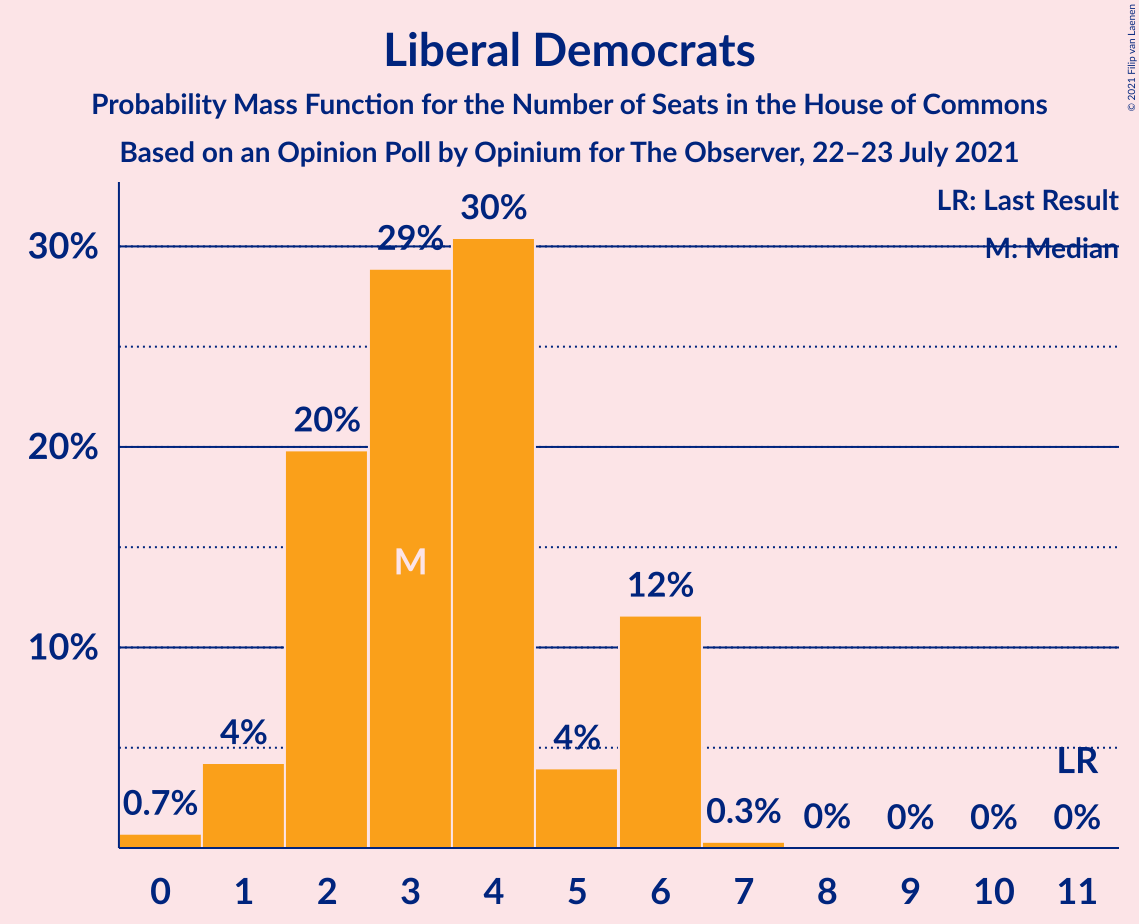 © 2021 Filip van Laenen
Liberal Democrats
Probability Mass Function for the Number of Seats in the House of Commons
Based on an Opinion Poll by Opinium for The Observer, 22–23 July 2021
LR: Last Result
M: Median
30%
20%
10%
0.7%
4%
20%
29%
30%
4%
12%
0.3%
0%
0%
0%
0%
M
LR
0 1 2 3 4 5 6 7 8 9 10 11